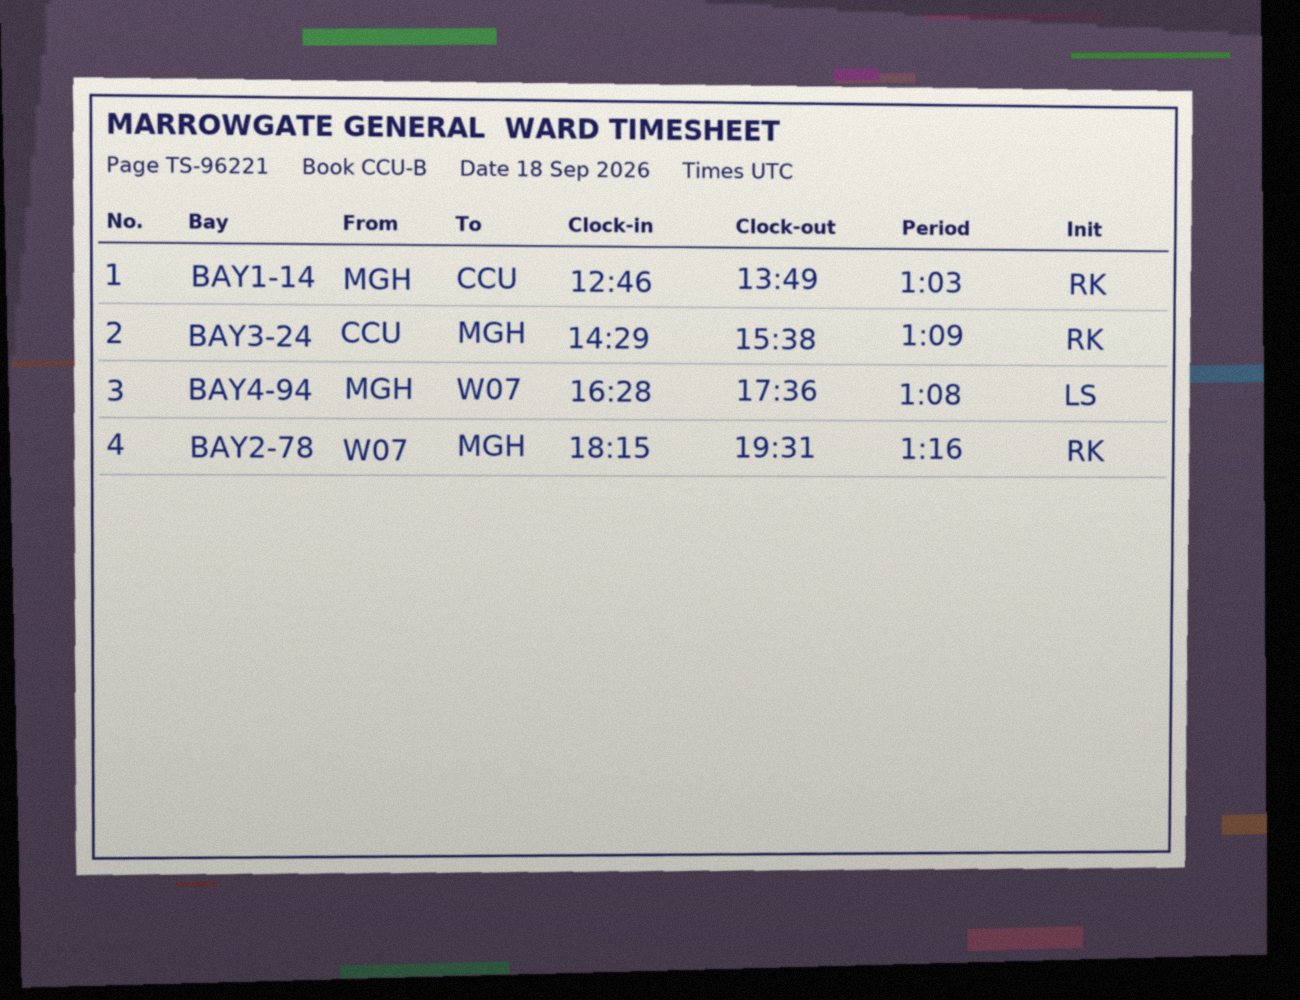 MARROWGATE GENERAL WARD TIMESHEET
Page TS-96221 Book CCU-B Date 18 Sep 2026 Times UTC
No. Bay From To Clock-in Clock-out Period Init
1 BAY1-14 MGH CCU 12:46 13:49 1:03 RK
2 BAY3-24 CCU MGH 14:29 15:38 1:09 RK
3 BAY4-94 MGH W07 16:28 17:36 1:08 LS
4 BAY2-78 W07 MGH 18:15 19:31 1:16 RK